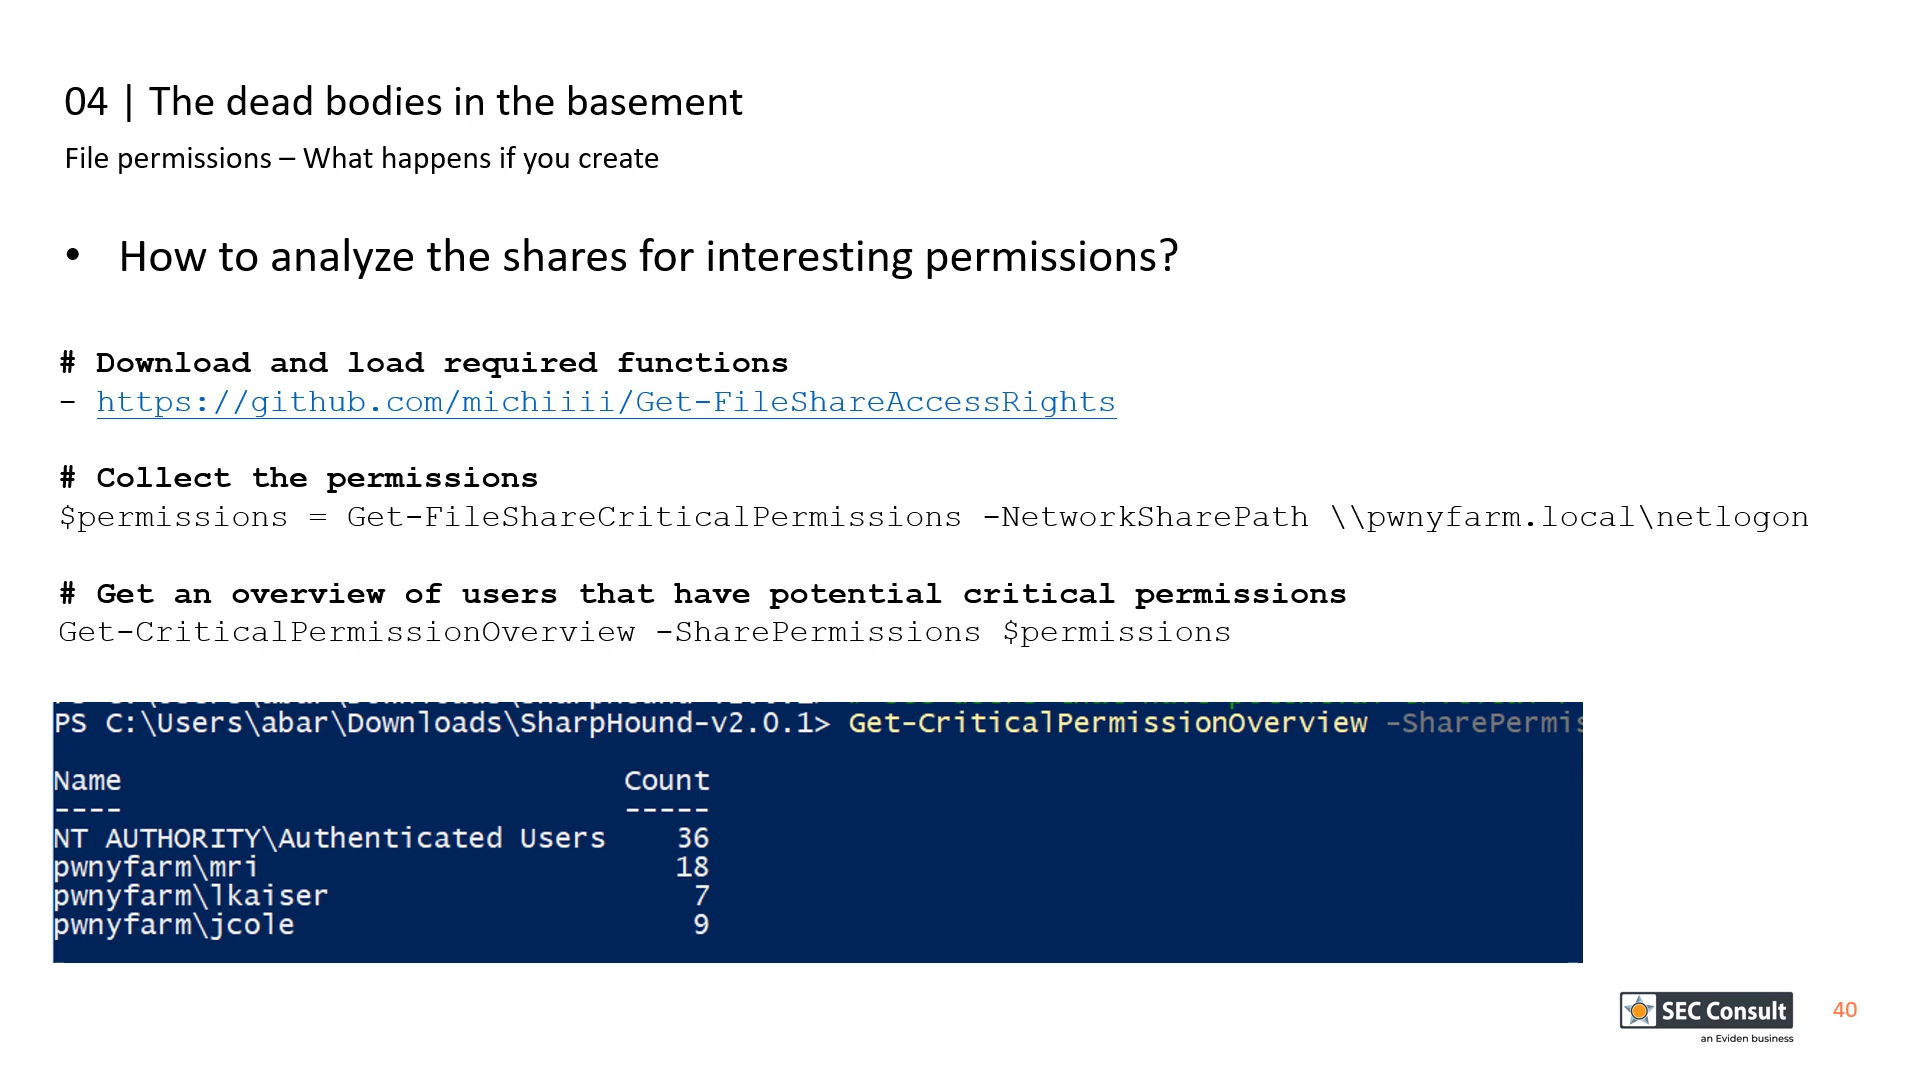 04 | The dead bodies in the basement
File permissions – What happens if you create
• How to analyze the shares for interesting permissions?
# Download and load required functions
- https://github.com/michiiii/Get-FileShareAccessRights
# Collect the permissions
$permissions = Get-FileShareCriticalPermissions -NetworkSharePath \\pwnyfarm.local\netlogon
# Get an overview of users that have potential critical permissions
Get-CriticalPermissionOverview -SharePermissions $permissions
PS C:\Users\abar\Downloads\SharpHound-v2.0.1> Get-CriticalPermissionOverview -SharePermis
Name Count
---- -----
NT AUTHORITY\Authenticated Users 36
pwnyfarm\mri 18
pwnyfarm\lkaiser 7
pwnyfarm\jcole 9
SEC Consult
an Eviden business
40